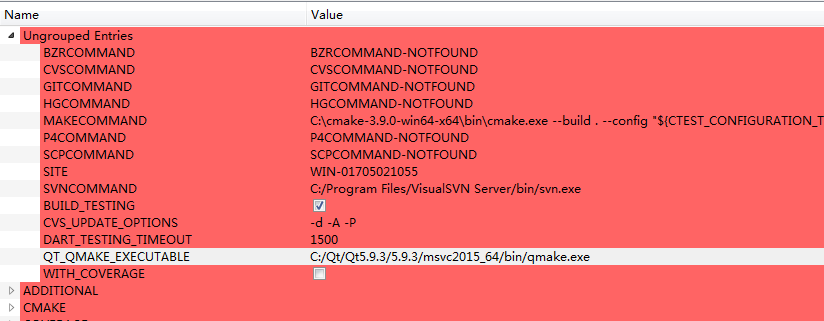 Name Value
Ungrouped Entries
BZRCOMMAND BZRCOMMAND-NOTFOUND
CVSCOMMAND CVSCOMMAND-NOTFOUND
GITCOMMAND GITCOMMAND-NOTFOUND
HGCOMMAND HGCOMMAND-NOTFOUND
MAKECOMMAND C:\cmake-3.9.0-win64-x64\bin\cmake.exe --build . --config "${CTEST_CONFIGURATION_T
P4COMMAND P4COMMAND-NOTFOUND
SCPCOMMAND SCPCOMMAND-NOTFOUND
SITE WIN-01705021055
SVNCOMMAND C:/Program Files/VisualSVN Server/bin/svn.exe
BUILD_TESTING
CVS_UPDATE_OPTIONS -d -A -P
DART_TESTING_TIMEOUT 1500
QT_QMAKE_EXECUTABLE C:/Qt/Qt5.9.3/5.9.3/msvc2015_64/bin/qmake.exe
WITH_COVERAGE
ADDITIONAL
CMAKE